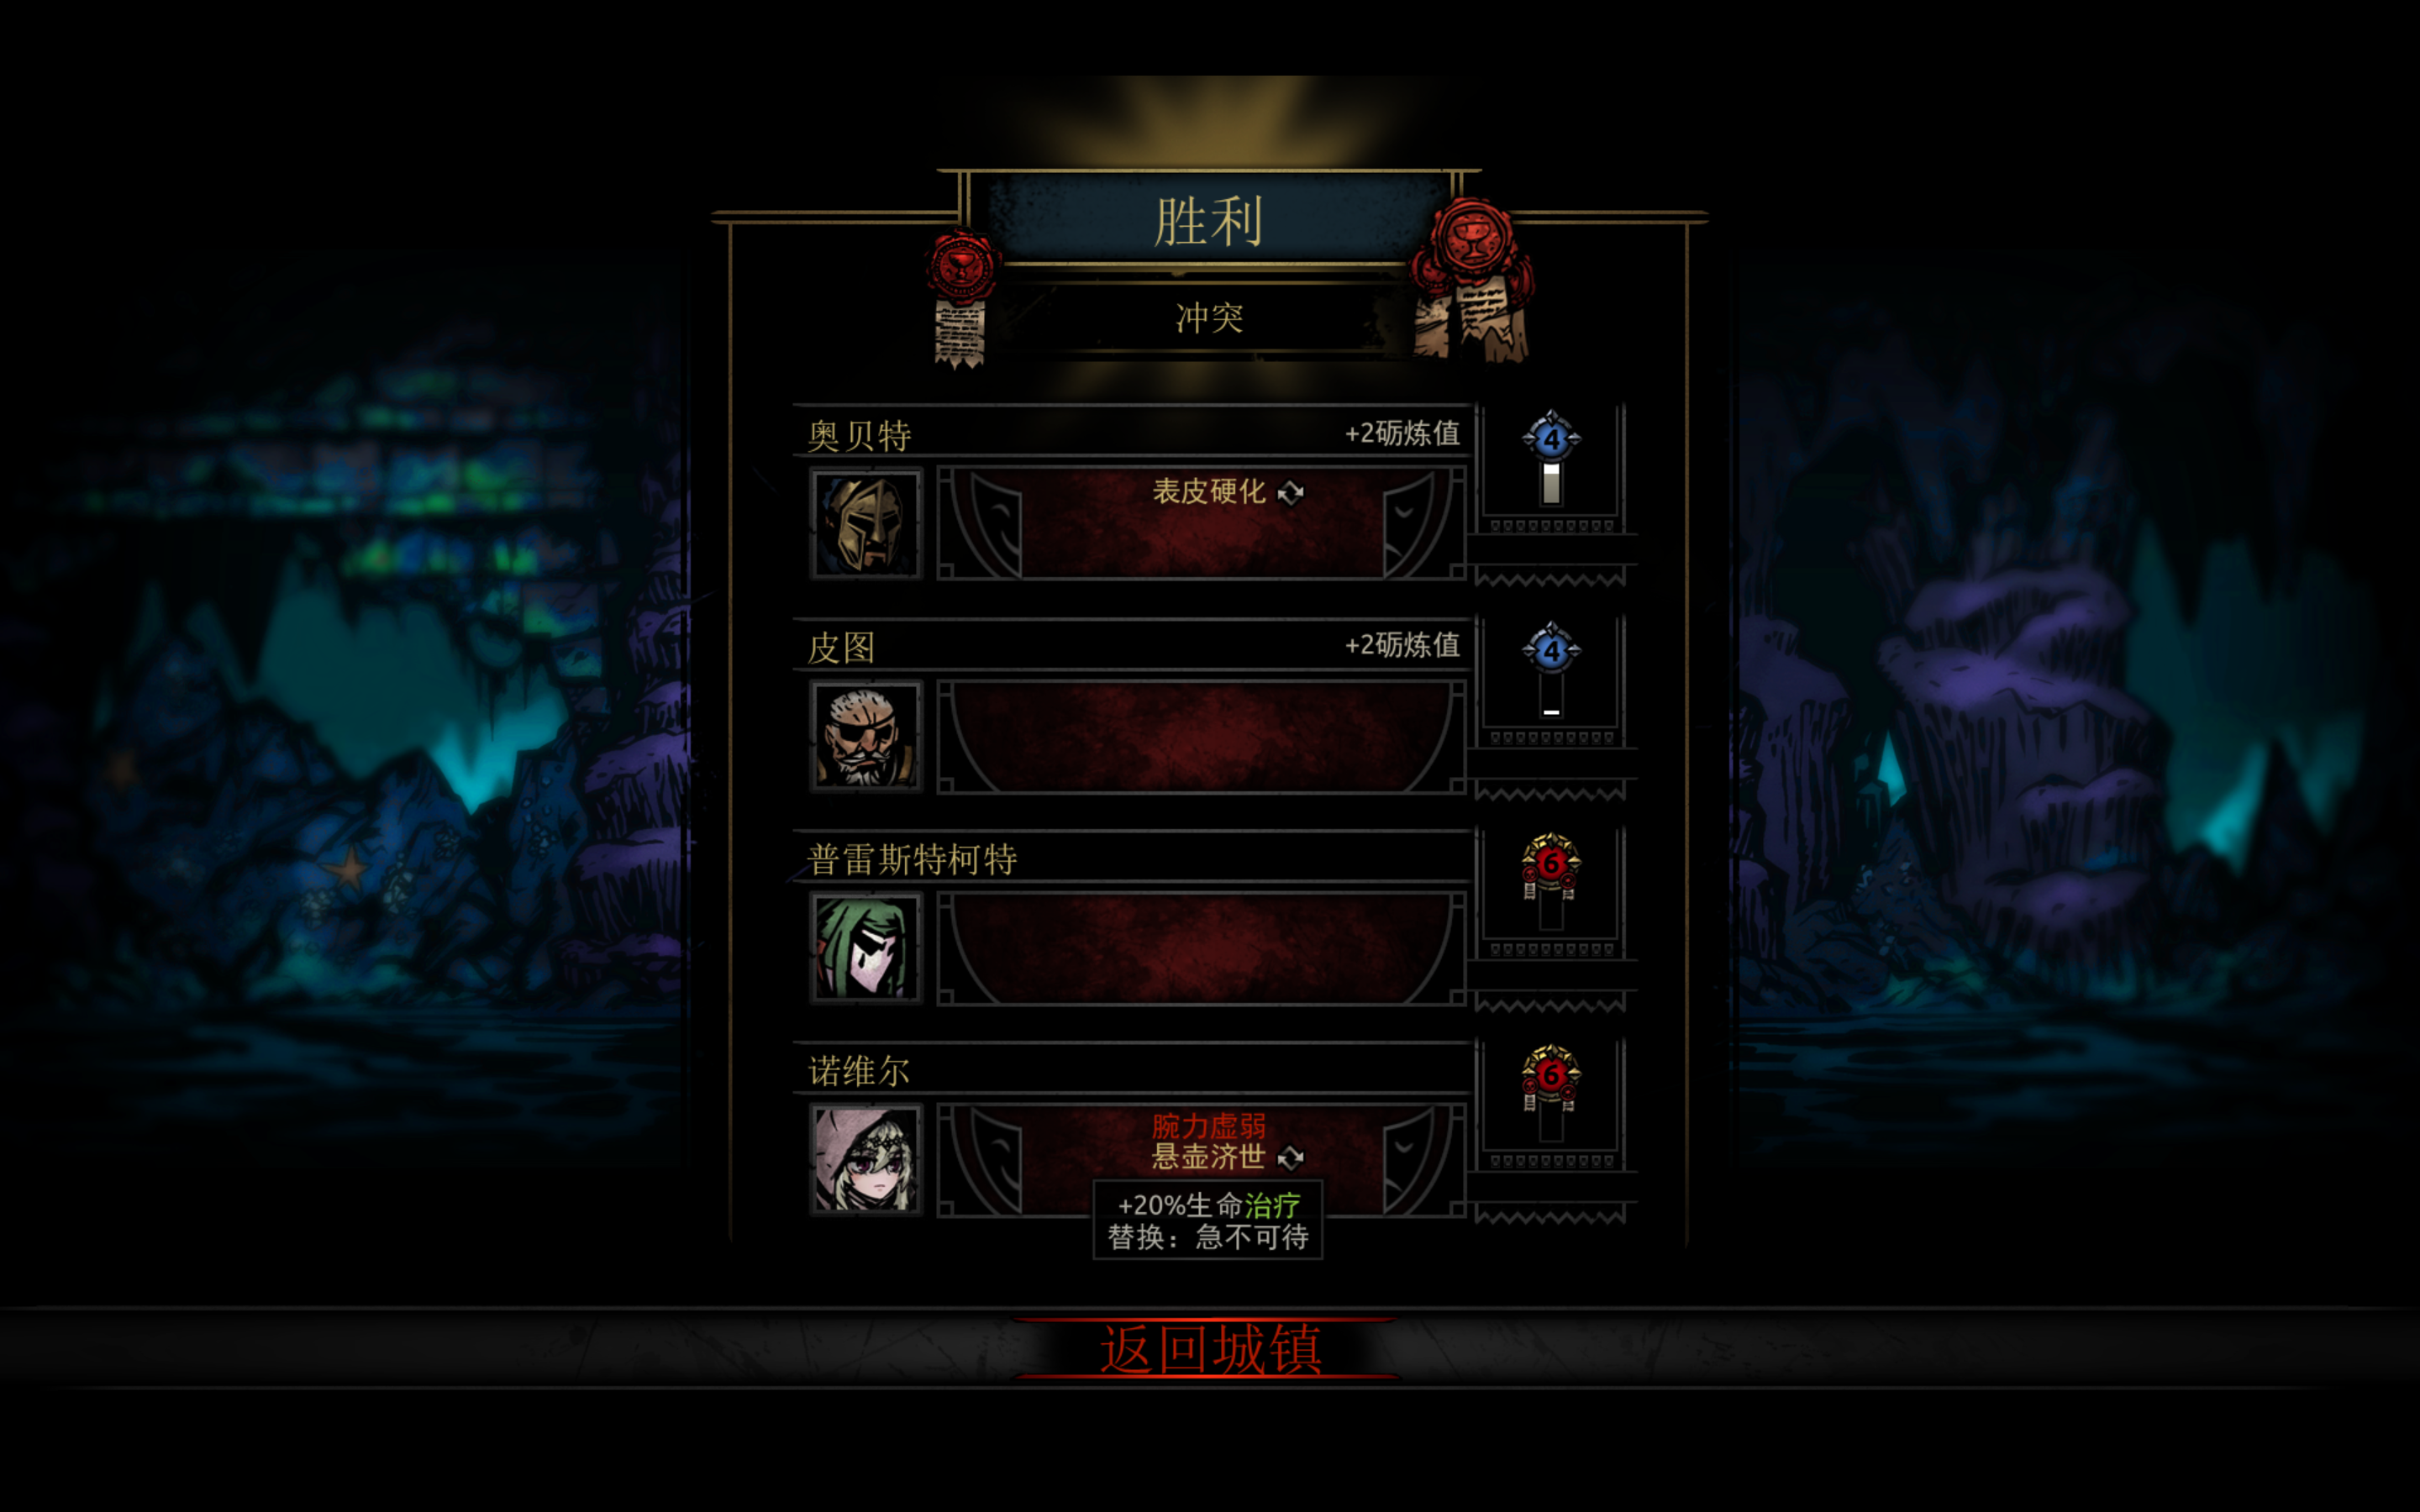 胜利
冲突
奥贝特
+2砺炼值
4
表皮硬化
皮图
+2砺炼值
4
普雷斯特柯特
6
诺维尔
6
腕力虚弱
悬壶济世
+20%生命治疗
替换：急不可待
返回城镇